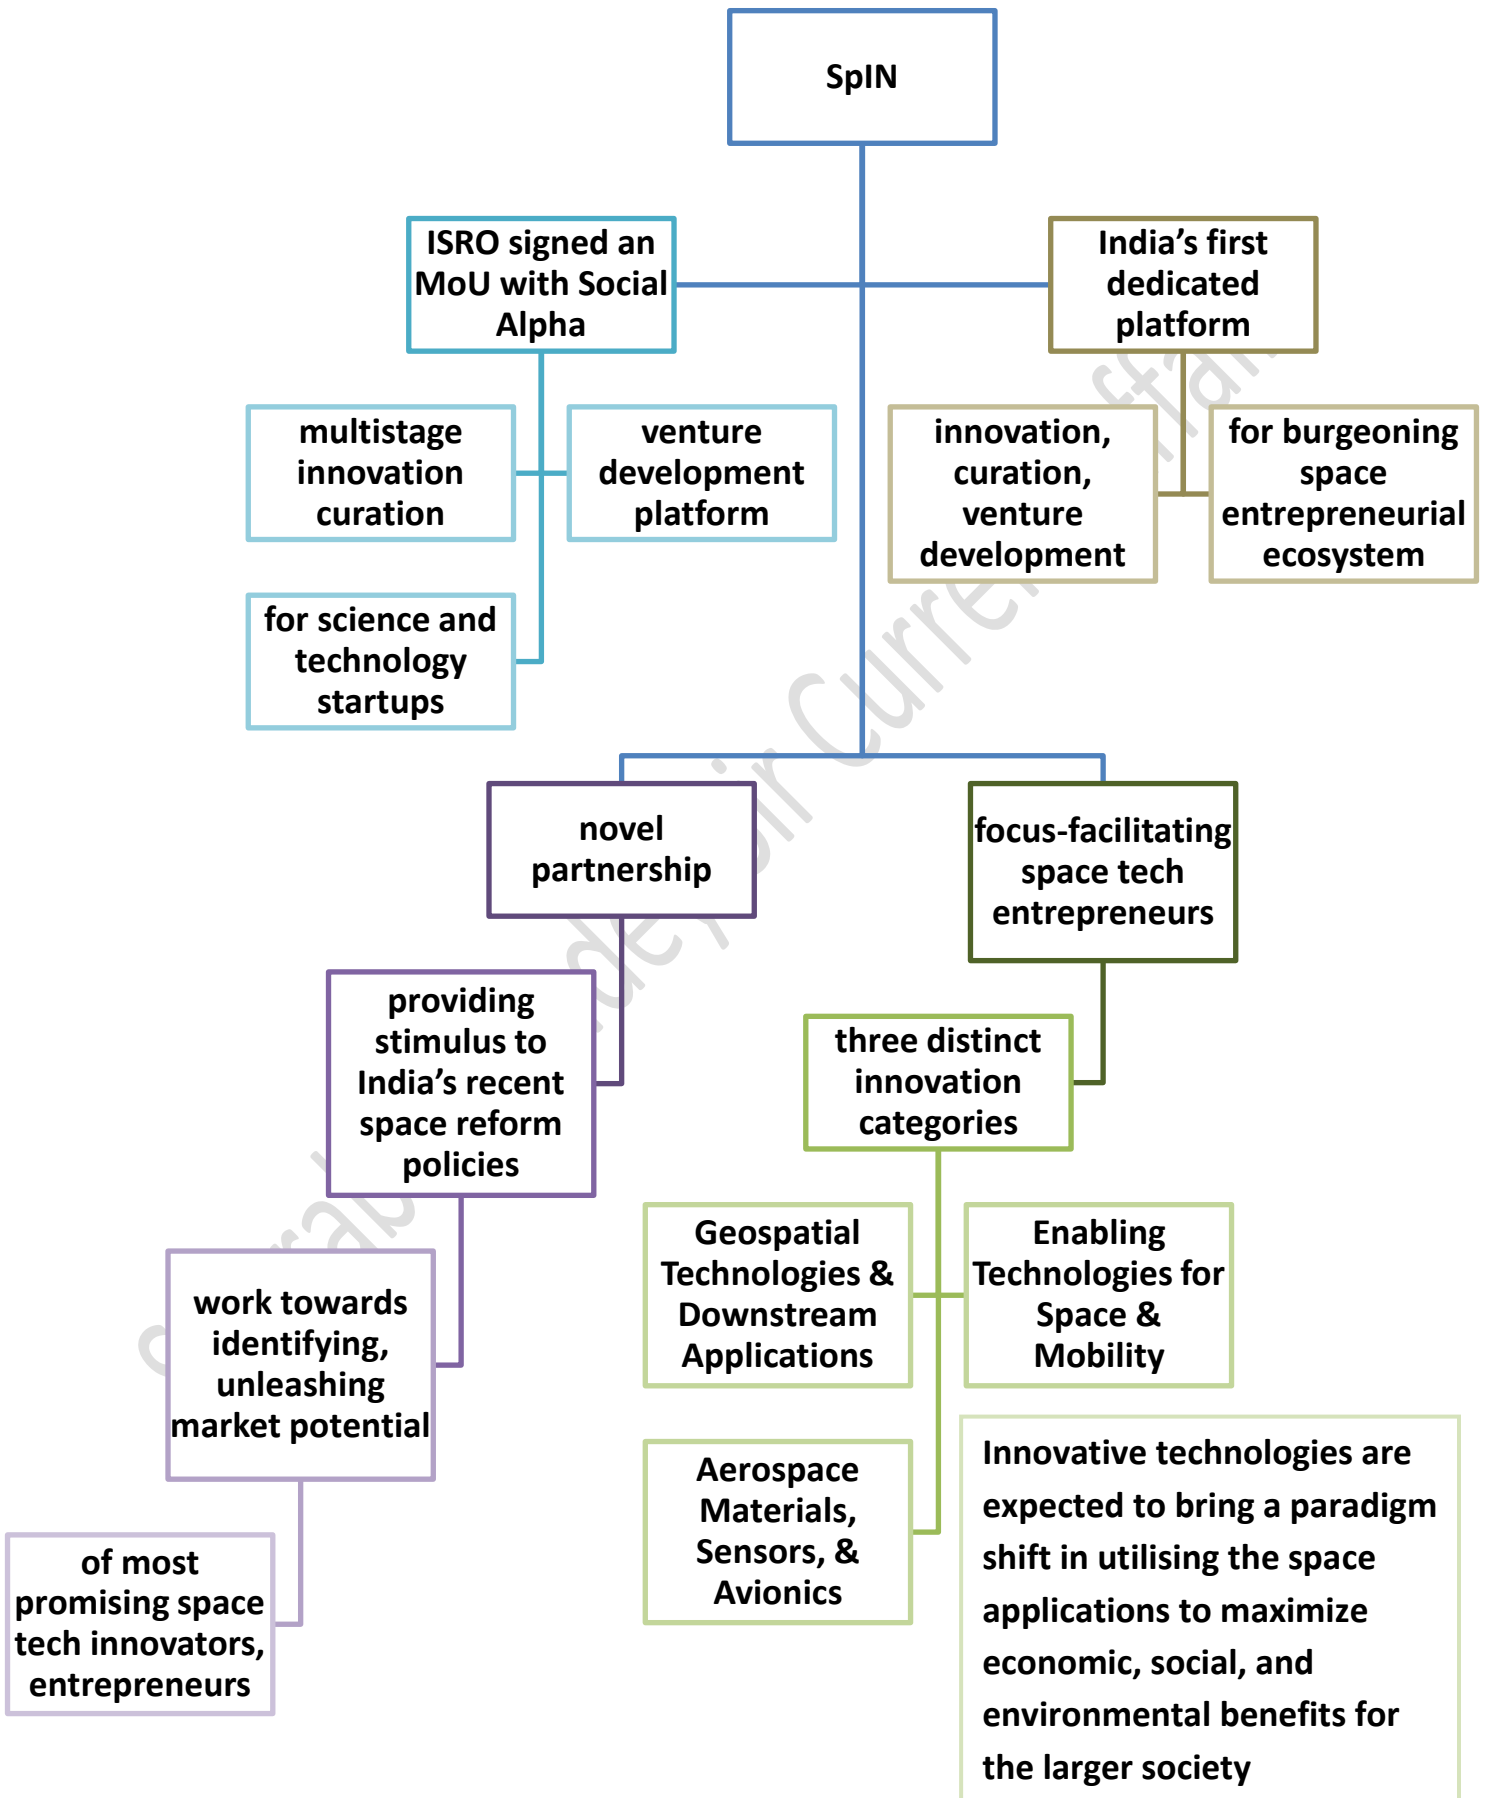 SpIN
ISRO signed an
MoU with Social
Alpha
India’s first
dedicated
platform
multistage
innovation
curation
venture
development
platform
innovation,
curation,
venture
development
for burgeoning
space
entrepreneurial
ecosystem
for science and
technology
startups
novel
partnership
focus-facilitating
space tech
entrepreneurs
providing
stimulus to
India’s recent
space reform
policies
three distinct
innovation
categories
Geospatial
Technologies &
Downstream
Applications
Enabling
Technologies for
Space &
Mobility
work towards
identifying,
unleashing
market potential
Aerospace
Materials,
Sensors, &
Avionics
of most
promising space
tech innovators,
entrepreneurs
Innovative technologies are
expected to bring a paradigm
shift in utilising the space
applications to maximize
economic, social, and
environmental benefits for
the larger society